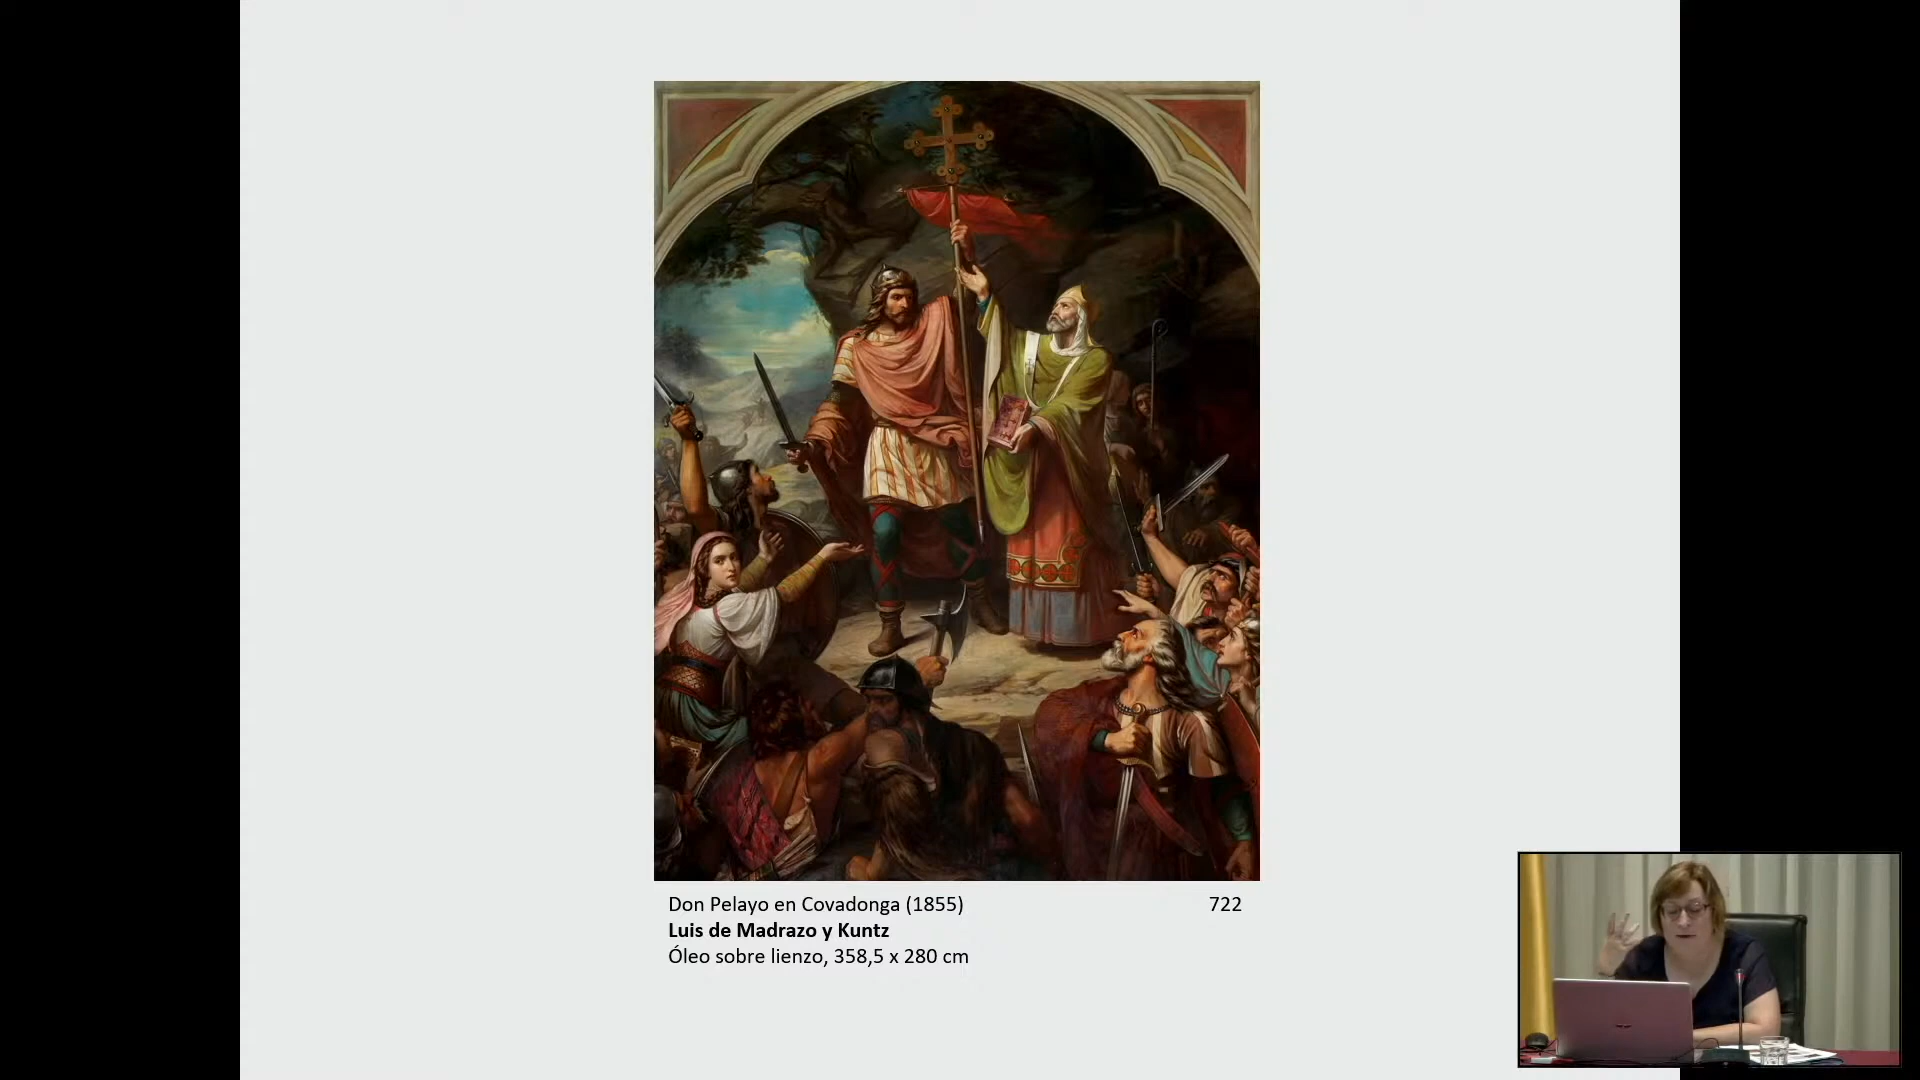 Don Pelayo en Covadonga (1855) 722
Luis de Madrazo y Kuntz
Óleo sobre lienzo, 358,5 x 280 cm